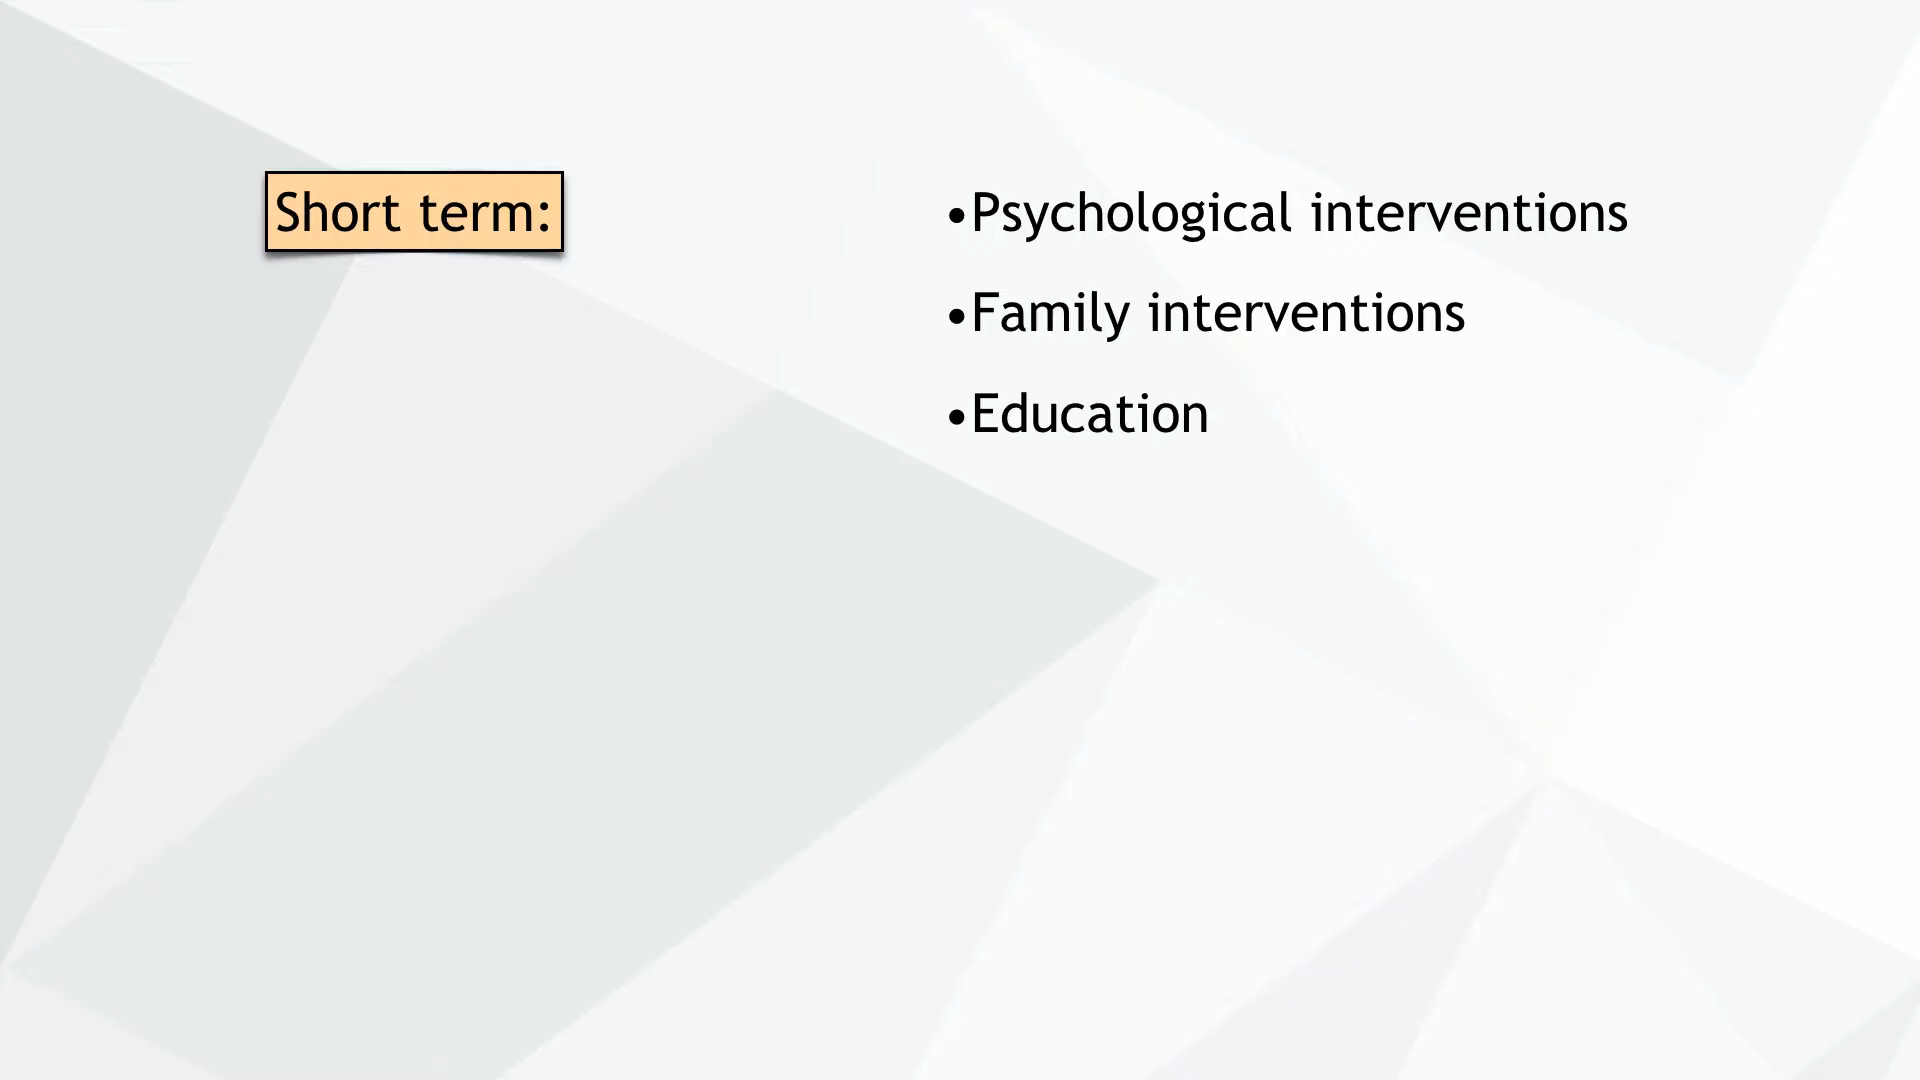 Short term:
•Psychological interventions
•Family interventions
•Education